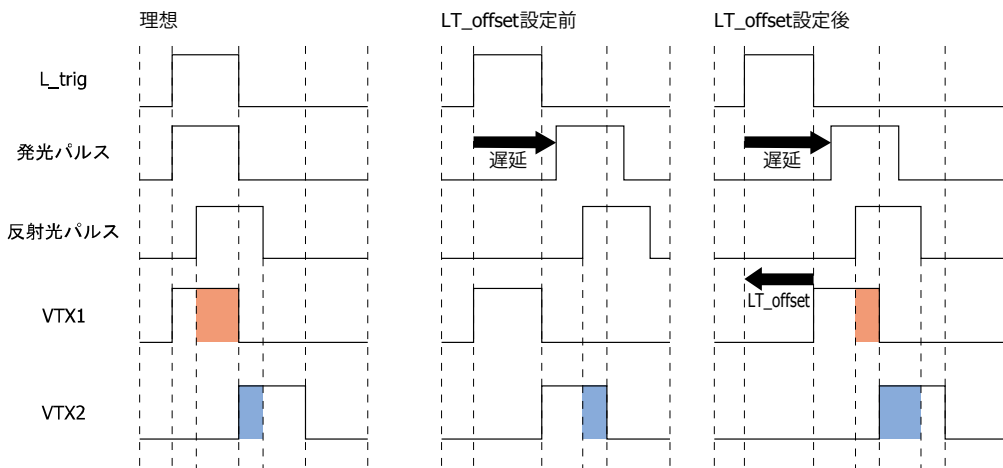 理想
LT_offset設定前
LT_offset設定後
L_trig
発光パルス
遅延
遅延
反射光パルス
LT_offset
VTX1
VTX2